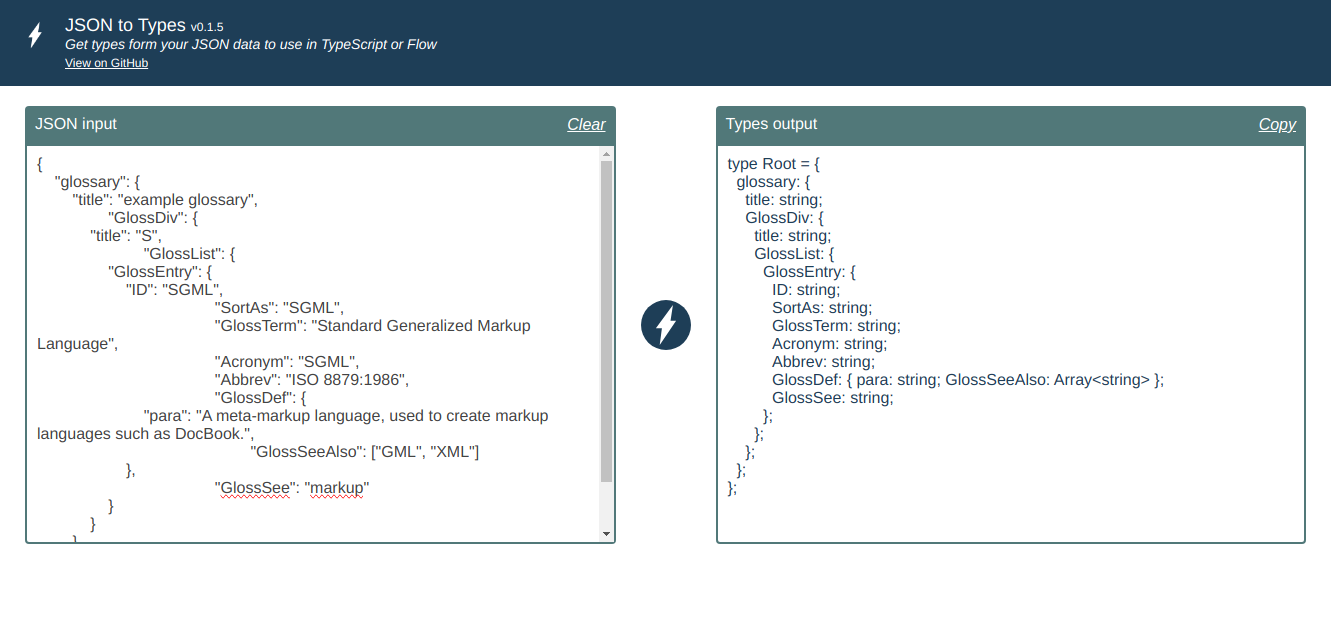 JSON to Types v0.1.5
Get types form your JSON data to use in TypeScript or Flow
View on GitHub
JSON input Clear
{
"glossary": {
"title": "example glossary",
"GlossDiv": {
"title": "S",
"GlossList": {
"GlossEntry": {
"ID": "SGML",
"SortAs": "SGML",
"GlossTerm": "Standard Generalized Markup
Language",
"Acronym": "SGML",
"Abbrev": "ISO 8879:1986",
"GlossDef": {
"para": "A meta-markup language, used to create markup
languages such as DocBook.",
"GlossSeeAlso": ["GML", "XML"]
},
"GlossSee": "markup"
}
}
}
Types output Copy
type Root = {
glossary: {
title: string;
GlossDiv: {
title: string;
GlossList: {
GlossEntry: {
ID: string;
SortAs: string;
GlossTerm: string;
Acronym: string;
Abbrev: string;
GlossDef: { para: string; GlossSeeAlso: Array<string> };
GlossSee: string;
};
};
};
};
};